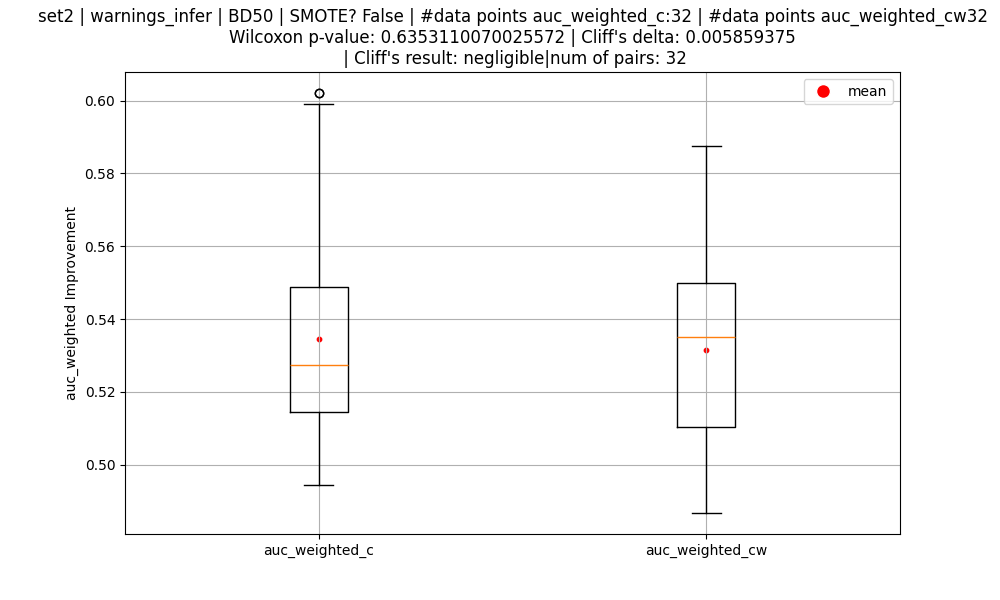 set2 | warnings_infer | BD50 | SMOTE? False | #data points auc_weighted_c:32 | #data points auc_weighted_cw32
Wilcoxon p-value: 0.6353110070025572 | Cliff's delta: 0.005859375
| Cliff's result: negligible|num of pairs: 32
mean
0.60
0.58
0.56
0.54
0.52
0.50
auc_weighted Improvement
auc_weighted_c
auc_weighted_cw